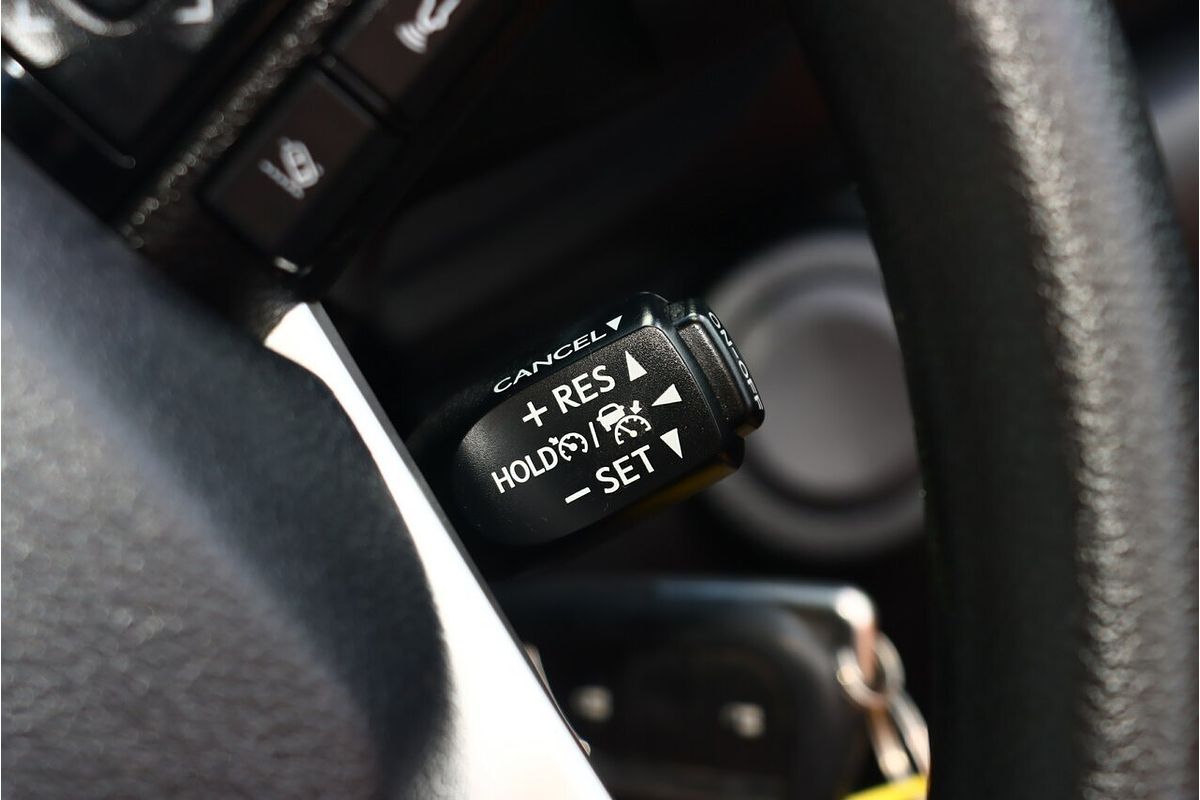 CANCEL
+ RES
HOLD /
− SET
ON-OFF